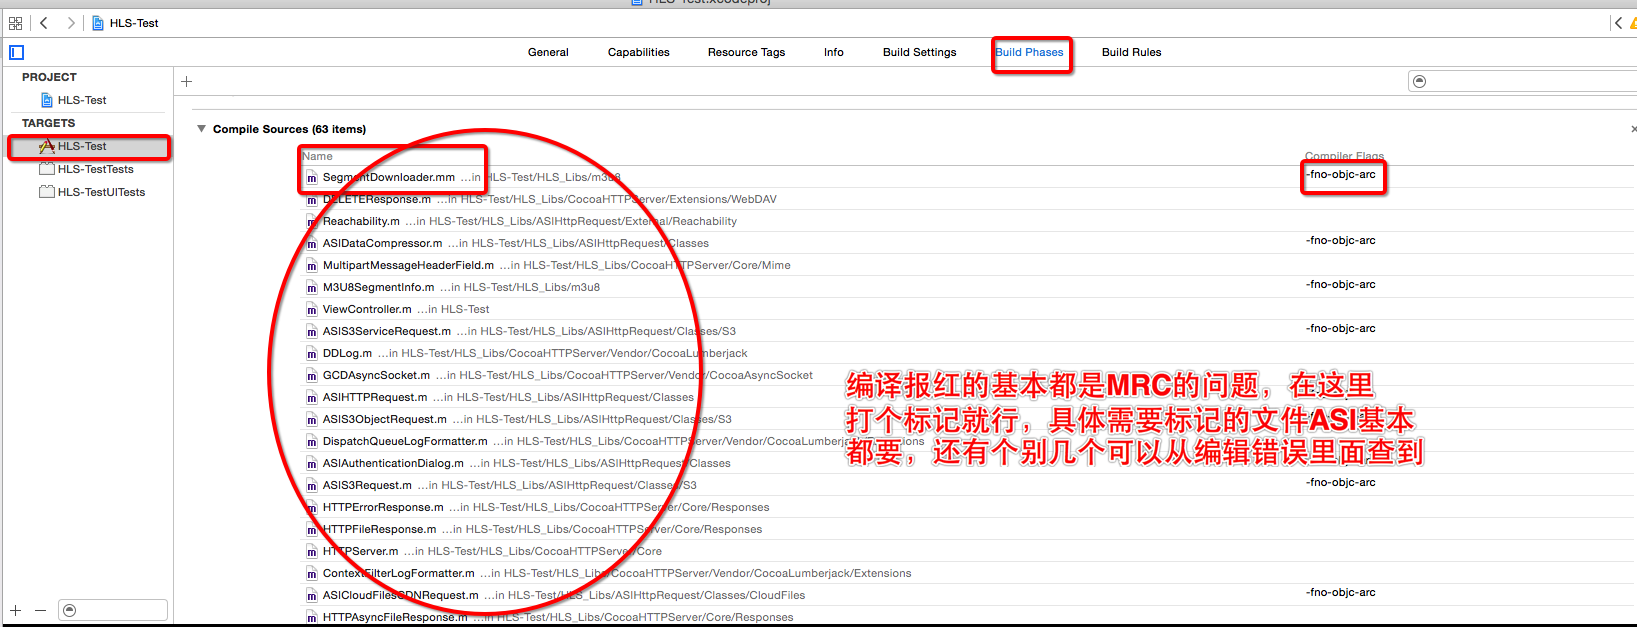 HLS-Test.xcodeproj
HLS-Test
General Capabilities Resource Tags Info Build Settings Build Phases Build Rules
PROJECT
HLS-Test
TARGETS
HLS-Test
HLS-TestTests
HLS-TestUITests
Compile Sources (63 items)
Name Compiler Flags
SegmentDownloader.mm ...in HLS-Test/HLS_Libs/m3u8 -fno-objc-arc
DELETEResponse.m ...in HLS-Test/HLS_Libs/CocoaHTTPServer/Extensions/WebDAV
Reachability.m ...in HLS-Test/HLS_Libs/ASIHttpRequest/External/Reachability
ASIDataCompressor.m ...in HLS-Test/HLS_Libs/ASIHttpRequest/Classes -fno-objc-arc
MultipartMessageHeaderField.m ...in HLS-Test/HLS_Libs/CocoaHTTPServer/Core/Mime
M3U8SegmentInfo.m ...in HLS-Test/HLS_Libs/m3u8 -fno-objc-arc
ViewController.m ...in HLS-Test
ASIS3ServiceRequest.m ...in HLS-Test/HLS_Libs/ASIHttpRequest/Classes/S3 -fno-objc-arc
DDLog.m ...in HLS-Test/HLS_Libs/CocoaHTTPServer/Vendor/CocoaLumberjack
GCDAsyncSocket.m ...in HLS-Test/HLS_Libs/CocoaHTTPServer/Vendor/CocoaAsyncSocket
ASIHTTPRequest.m ...in HLS-Test/HLS_Libs/ASIHttpRequest/Classes
ASIS3ObjectRequest.m ...in HLS-Test/HLS_Libs/ASIHttpRequest/Classes/S3
DispatchQueueLogFormatter.m ...in HLS-Test/HLS_Libs/CocoaHTTPServer/Vendor/CocoaLumberjack/Extensions
ASIAuthenticationDialog.m ...in HLS-Test/HLS_Libs/ASIHttpRequest/Classes
ASIS3Request.m ...in HLS-Test/HLS_Libs/ASIHttpRequest/Classes/S3 -fno-objc-arc
HTTPErrorResponse.m ...in HLS-Test/HLS_Libs/CocoaHTTPServer/Core/Responses
HTTPFileResponse.m ...in HLS-Test/HLS_Libs/CocoaHTTPServer/Core/Responses
HTTPServer.m ...in HLS-Test/HLS_Libs/CocoaHTTPServer/Core
ContextFilterLogFormatter.m ...in HLS-Test/HLS_Libs/CocoaHTTPServer/Vendor/CocoaLumberjack/Extensions
ASICloudFilesCDNRequest.m ...in HLS-Test/HLS_Libs/ASIHttpRequest/Classes/CloudFiles -fno-objc-arc
HTTPAsyncFileResponse.m ...in HLS-Test/HLS_Libs/CocoaHTTPServer/Core/Responses
编译报红的基本都是MRC的问题，在这里
打个标记就行，具体需要标记的文件ASI基本
都要，还有个别几个可以从编辑错误里面查到